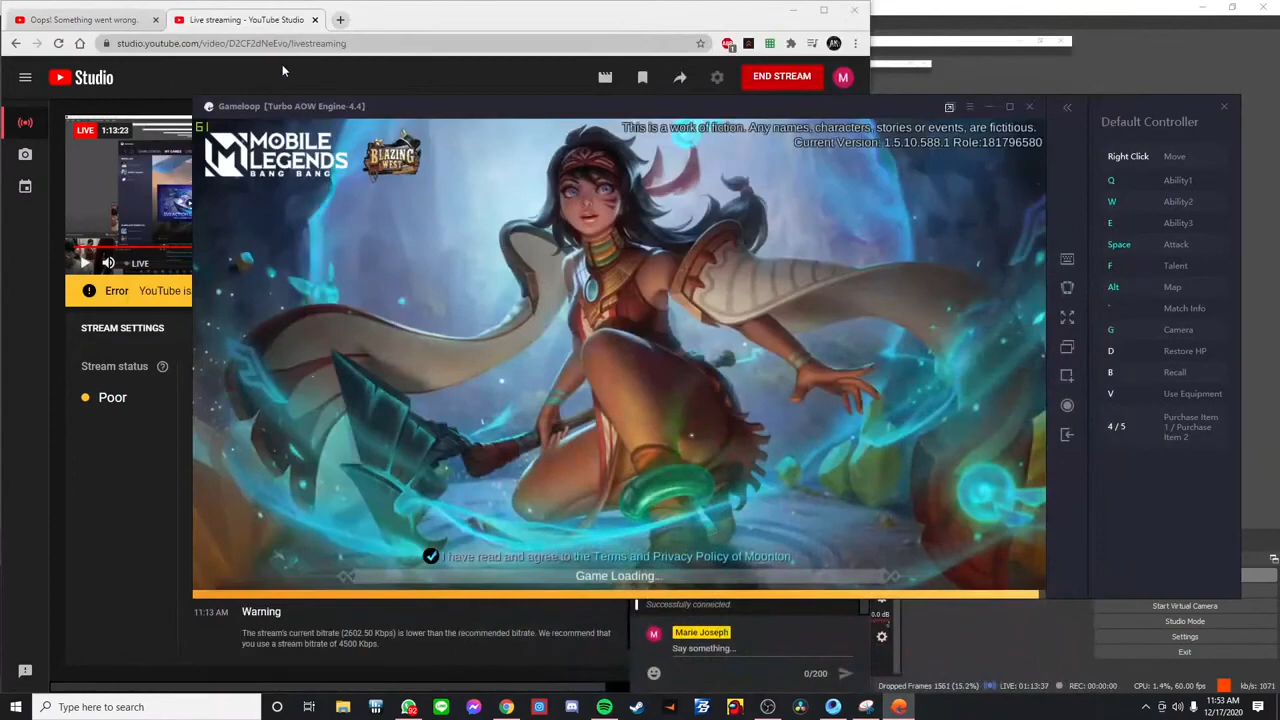 Oops! Something went wrong.
Live streaming - YouTube Studio
studio.youtube.com/video/D2CF2dNeEvo/livestreaming
Studio
END STREAM
M
Gameloop [Turbo AOW Engine-4.4]
61
MOBILE
LEGENDS
BANG BANG
BLAZING
WEST
This is a work of fiction. Any names, characters, stories or events, are fictitious.
Current Version: 1.5.10.588.1 Role:181796580
LIVE 1:13:23
LIVE
Error YouTube is
STREAM SETTINGS
Stream status
Poor
Default Controller
Right Click Move
Q Ability1
W Ability2
E Ability3
Space Attack
F Talent
Alt Map
` Match Info
G Camera
D Restore HP
B Recall
V Use Equipment
4 / 5 Purchase Item
1 / Purchase
Item 2
I have read and agree to the Terms and Privacy Policy of Moonton.
Game Loading...
11:13 AM Warning
The stream's current bitrate (2602.50 Kbps) is lower than the recommended bitrate. We recommend that
you use a stream bitrate of 4500 Kbps.
Successfully connected
M Marie Joseph
Say something...
0/200
0.0 dB
Start Virtual Camera
Studio Mode
Settings
Exit
Dropped Frames 1561 (15.2%) LIVE: 01:13:37 REC: 00:00:00 CPU: 1.4%, 60.00 fps kb/s: 1071
Type here to search
92
11:53 AM
12/17/2020